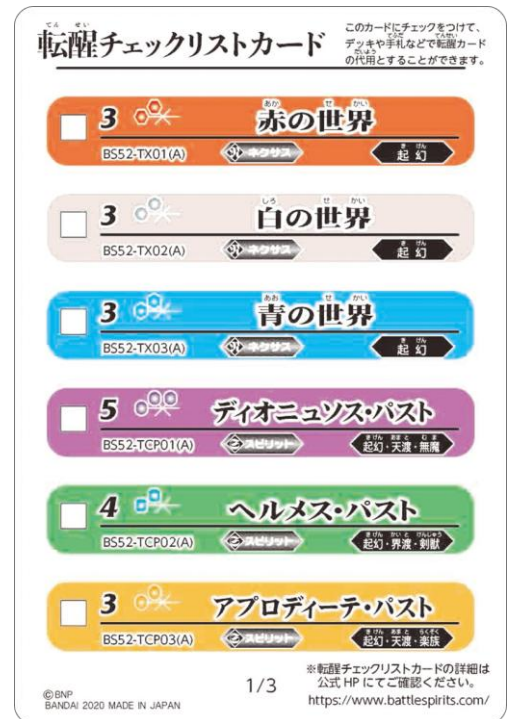 てん せい
転醒チェックリストカード
このカードにチェックをつけて、
デッキや手札などで転醒カード
の代用とすることができます。
3 赤の世界
BS52-TX01(A) ネクサス 起幻
3 白の世界
BS52-TX02(A) ネクサス 起幻
3 青の世界
BS52-TX03(A) ネクサス 起幻
5 ディオニュソス・パスト
BS52-TCP01(A) スピリット 起幻・天渡・無魔
4 ヘルメス・パスト
BS52-TCP02(A) スピリット 起幻・界渡・剣獣
3 アプロディーテ・パスト
BS52-TCP03(A) スピリット 起幻・天渡・楽族
©BNP
BANDAI 2020 MADE IN JAPAN
1/3
※転醒チェックリストカードの詳細は
公式 HP にてご確認ください。
https://www.battlespirits.com/